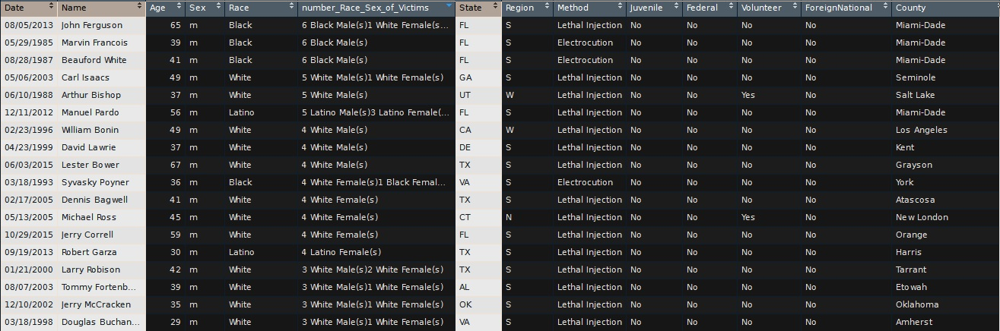 Date Name Age Sex Race number_Race_Sex_of_Victims State Region Method Juvenile Federal Volunteer ForeignNational County
08/05/2013 John Ferguson 65 m Black 6 Black Male(s)1 White Female(s... FL S Lethal Injection No No No No Miami-Dade
05/29/1985 Marvin Francois 39 m Black 6 Black Male(s) FL S Electrocution No No No No Miami-Dade
08/28/1987 Beauford White 41 m Black 6 Black Male(s) FL S Electrocution No No No No Miami-Dade
05/06/2003 Carl Isaacs 49 m White 5 White Male(s)1 White Female(s) GA S Lethal Injection No No No No Seminole
06/10/1988 Arthur Bishop 37 m White 5 White Male(s) UT W Lethal Injection No No Yes No Salt Lake
12/11/2012 Manuel Pardo 56 m Latino 5 Latino Male(s)3 Latino Female(... FL S Lethal Injection No No No No Miami-Dade
02/23/1996 William Bonin 49 m White 4 White Male(s) CA W Lethal Injection No No No No Los Angeles
04/23/1999 David Lawrie 37 m White 4 White Male(s) DE S Lethal Injection No No No No Kent
06/03/2015 Lester Bower 67 m White 4 White Male(s) TX S Lethal Injection No No No No Grayson
03/18/1993 Syvasky Poyner 36 m Black 4 White Female(s)1 Black Femal... VA S Electrocution No No No No York
02/17/2005 Dennis Bagwell 41 m White 4 White Female(s) TX S Lethal Injection No No No No Atascosa
05/13/2005 Michael Ross 45 m White 4 White Female(s) CT N Lethal Injection No No Yes No New London
10/29/2015 Jerry Correll 59 m White 4 White Female(s) FL S Lethal Injection No No No No Orange
09/19/2013 Robert Garza 30 m Latino 4 Latino Female(s) TX S Lethal Injection No No No No Harris
01/21/2000 Larry Robison 42 m White 3 White Male(s)2 White Female(s) TX S Lethal Injection No No No No Tarrant
08/07/2003 Tommy Fortenb... 39 m White 3 White Male(s)1 White Female(s) AL S Lethal Injection No No No No Etowah
12/10/2002 Jerry McCracken 35 m White 3 White Male(s)1 White Female(s) OK S Lethal Injection No No No No Oklahoma
03/18/1998 Douglas Buchan... 29 m White 3 White Male(s)1 White Female(s) VA S Lethal Injection No No No No Amherst